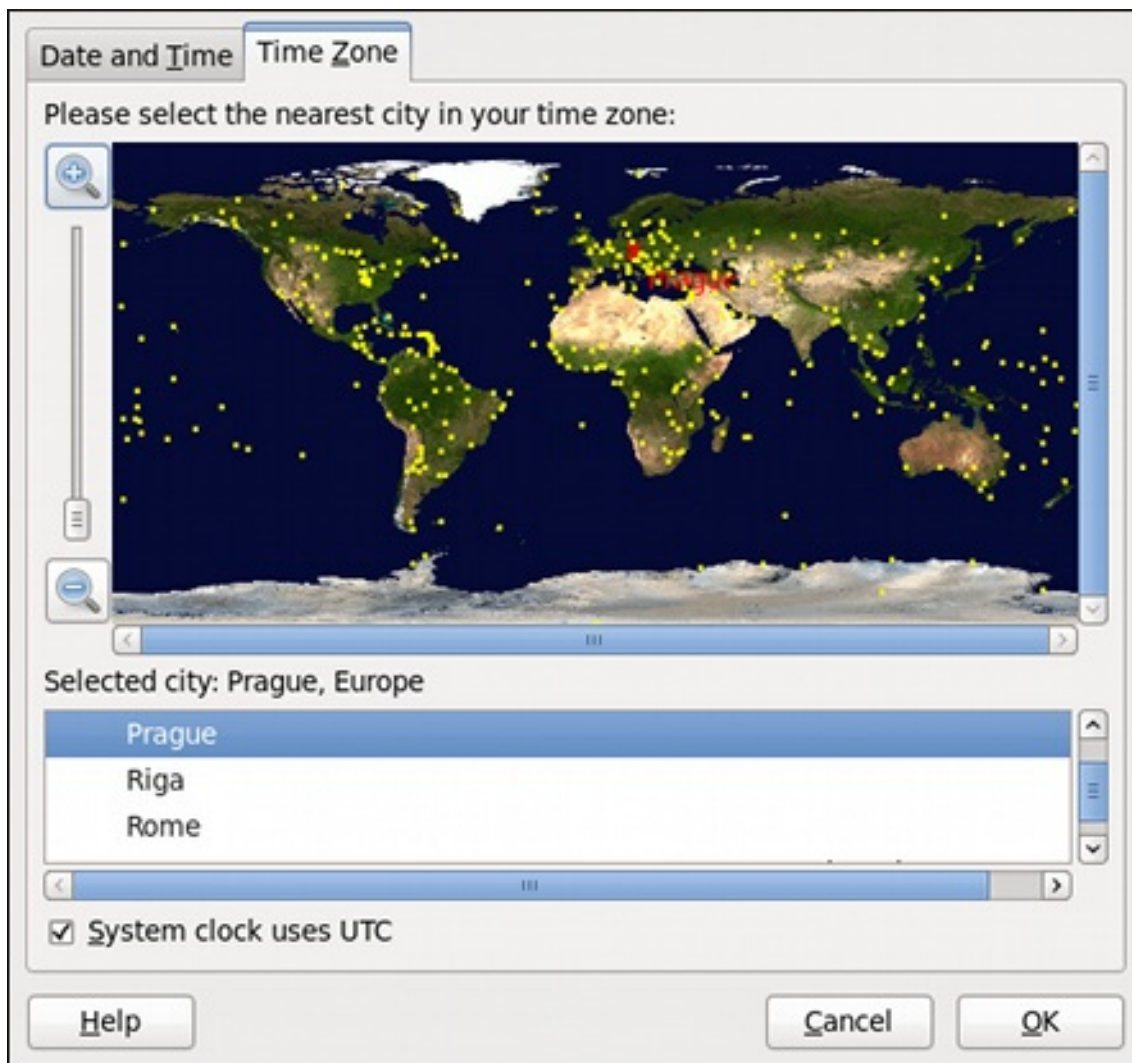 Date and Time
Time Zone
Please select the nearest city in your time zone:
Prague
Selected city: Prague, Europe
Prague
Riga
Rome
System clock uses UTC
Help
Cancel
OK